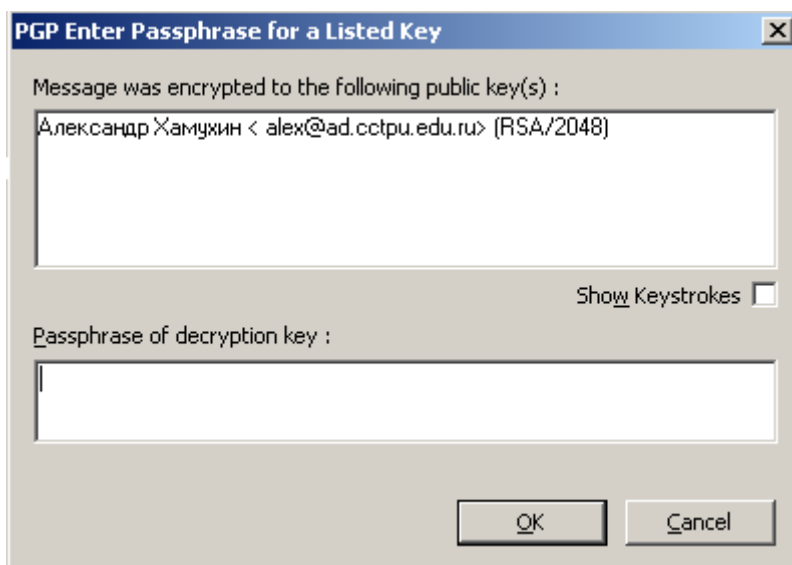 PGP Enter Passphrase for a Listed Key
Message was encrypted to the following public key(s) :
Александр Хамухин < alex@ad.cctpu.edu.ru> (RSA/2048)
Show Keystrokes
Passphrase of decryption key :
OK Cancel